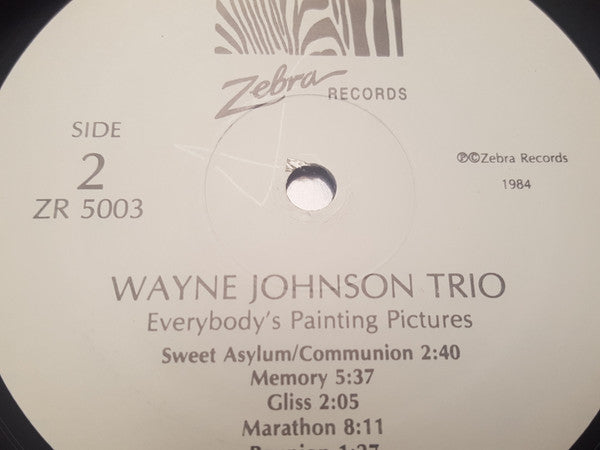 Zebra RECORDS
SIDE
2
ZR 5003
℗©Zebra Records
1984
WAYNE JOHNSON TRIO
Everybody's Painting Pictures
Sweet Asylum/Communion 2:40
Memory 5:37
Gliss 2:05
Marathon 8:11